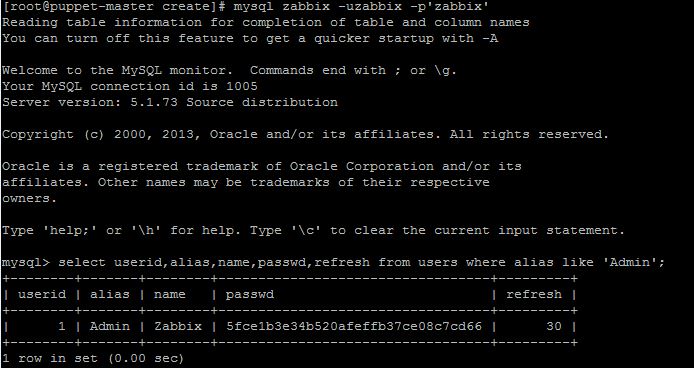 [root@puppet-master create]# mysql zabbix -uzabbix -p'zabbix'
Reading table information for completion of table and column names
You can turn off this feature to get a quicker startup with -A
Welcome to the MySQL monitor.  Commands end with ; or \g.
Your MySQL connection id is 1005
Server version: 5.1.73 Source distribution
Copyright (c) 2000, 2013, Oracle and/or its affiliates. All rights reserved.
Oracle is a registered trademark of Oracle Corporation and/or its
affiliates. Other names may be trademarks of their respective
owners.
Type 'help;' or '\h' for help. Type '\c' to clear the current input statement.
mysql> select userid,alias,name,passwd,refresh from users where alias like 'Admin';
+--------+-------+--------+----------------------------------+---------+
| userid | alias | name   | passwd                           | refresh |
+--------+-------+--------+----------------------------------+---------+
|      1 | Admin | Zabbix | 5fce1b3e34b520afeffb37ce08c7cd66 |      30 |
+--------+-------+--------+----------------------------------+---------+
1 row in set (0.00 sec)